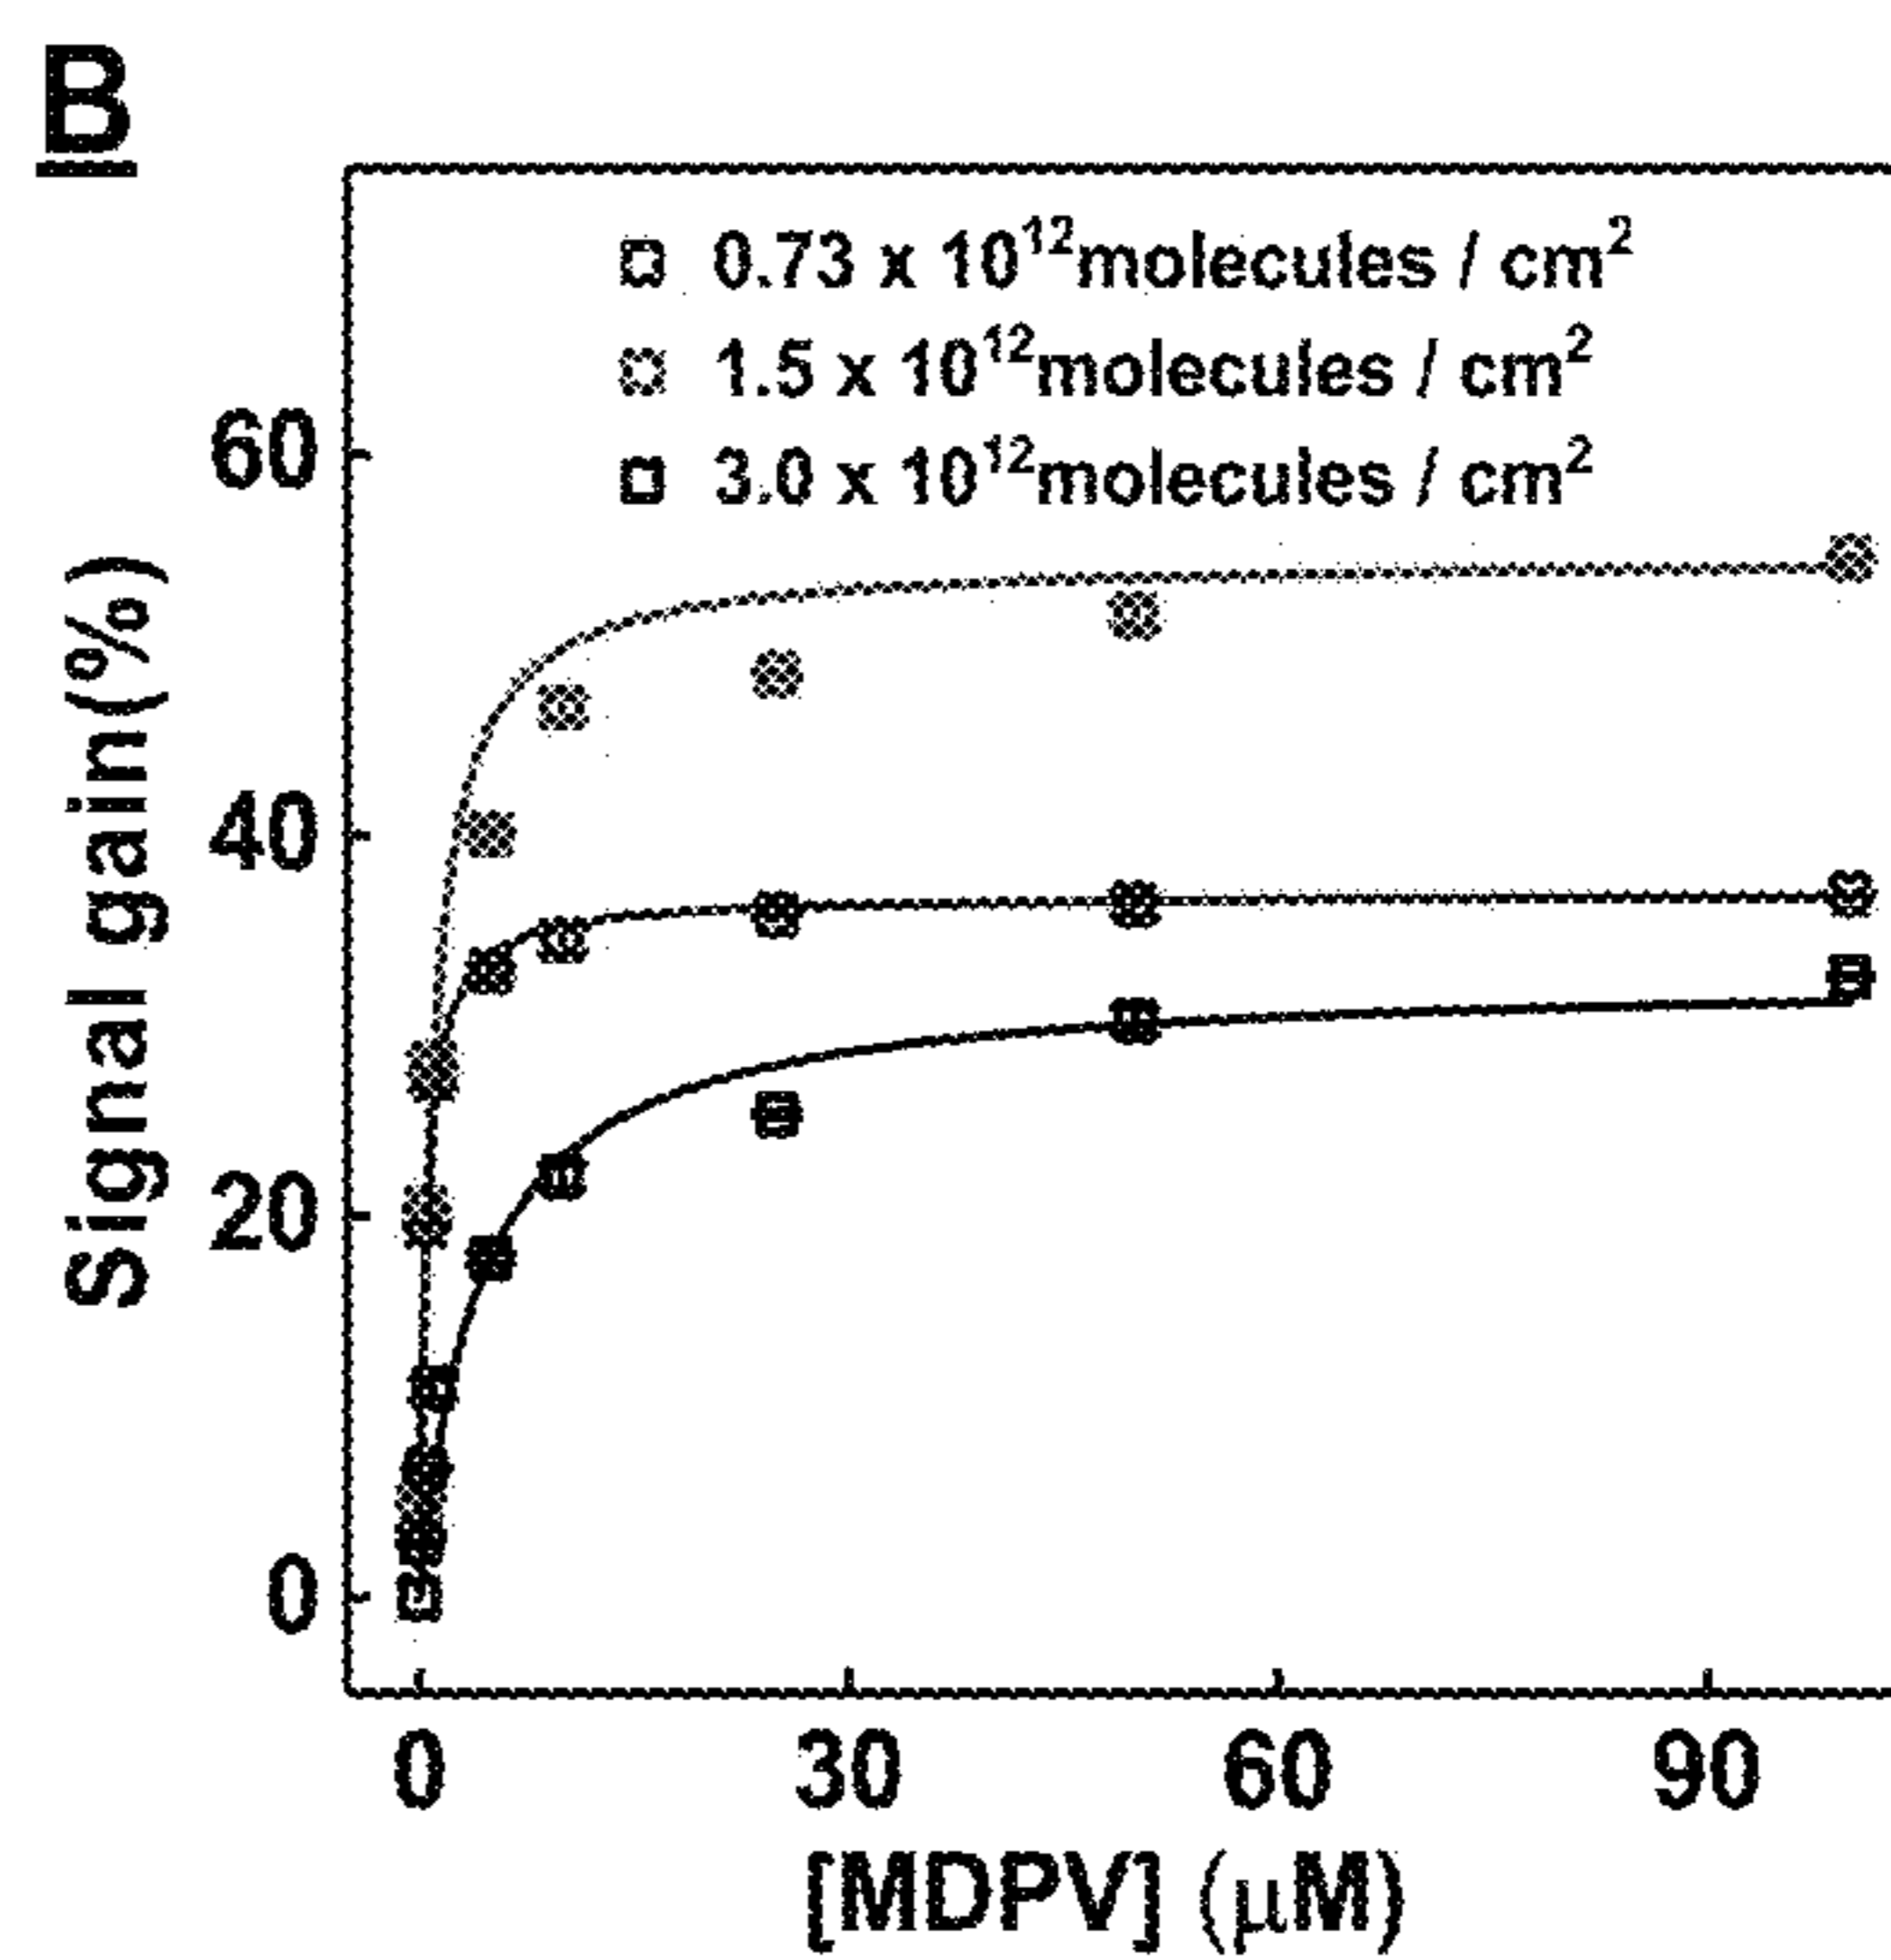 B
0.73 x 10¹²molecules / cm²
1.5 x 10¹²molecules / cm²
3.0 x 10¹²molecules / cm²
60
40
20
0
Signal gain(%)
0 30 60 90
[MDPV] (μM)